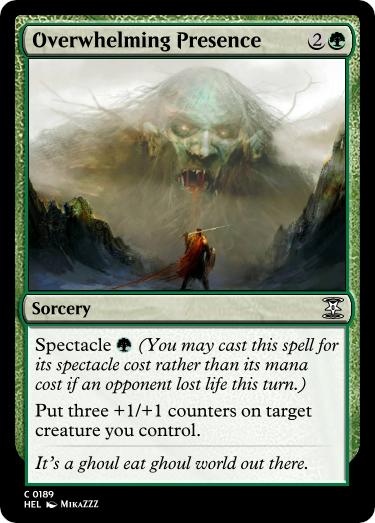 Overwhelming Presence 2
Sorcery
Spectacle (You may cast this spell for
its spectacle cost rather than its mana
cost if an opponent lost life this turn.)
Put three +1/+1 counters on target
creature you control.
It's a ghoul eat ghoul world out there.
C 0189
HEL MikaZZZ